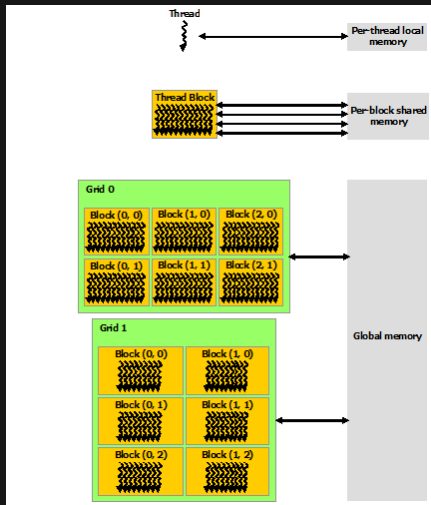 Thread
Per-thread local
memory
Thread Block
Per-block shared
memory
Grid 0
Block (0, 0) Block (1, 0) Block (2, 0)
Block (0, 1) Block (1, 1) Block (2, 1)
Global memory
Grid 1
Block (0, 0) Block (1, 0)
Block (0, 1) Block (1, 1)
Block (0, 2) Block (1, 2)